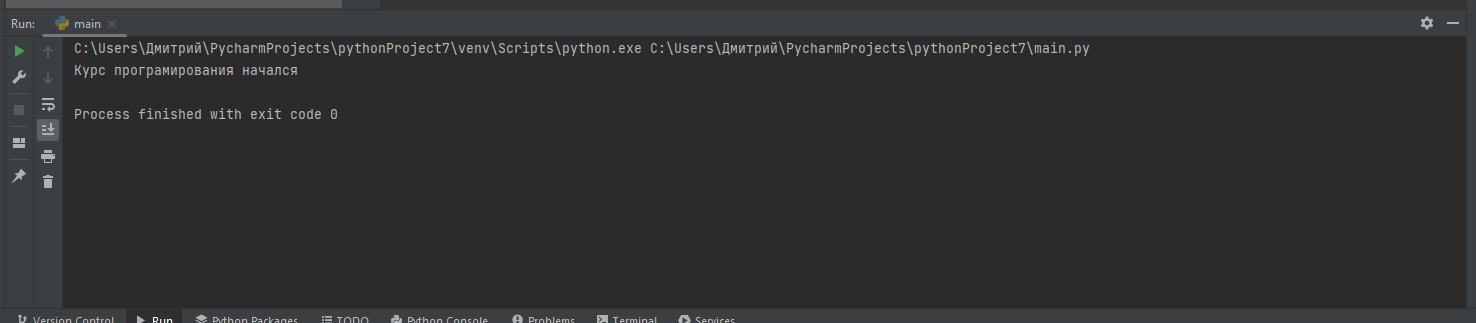 Run: main
C:\Users\Дмитрий\PycharmProjects\pythonProject7\venv\Scripts\python.exe C:\Users\Дмитрий\PycharmProjects\pythonProject7\main.py
Курс програмирования начался
Process finished with exit code 0
Version Control Run Python Packages TODO Python Console Problems Terminal Services